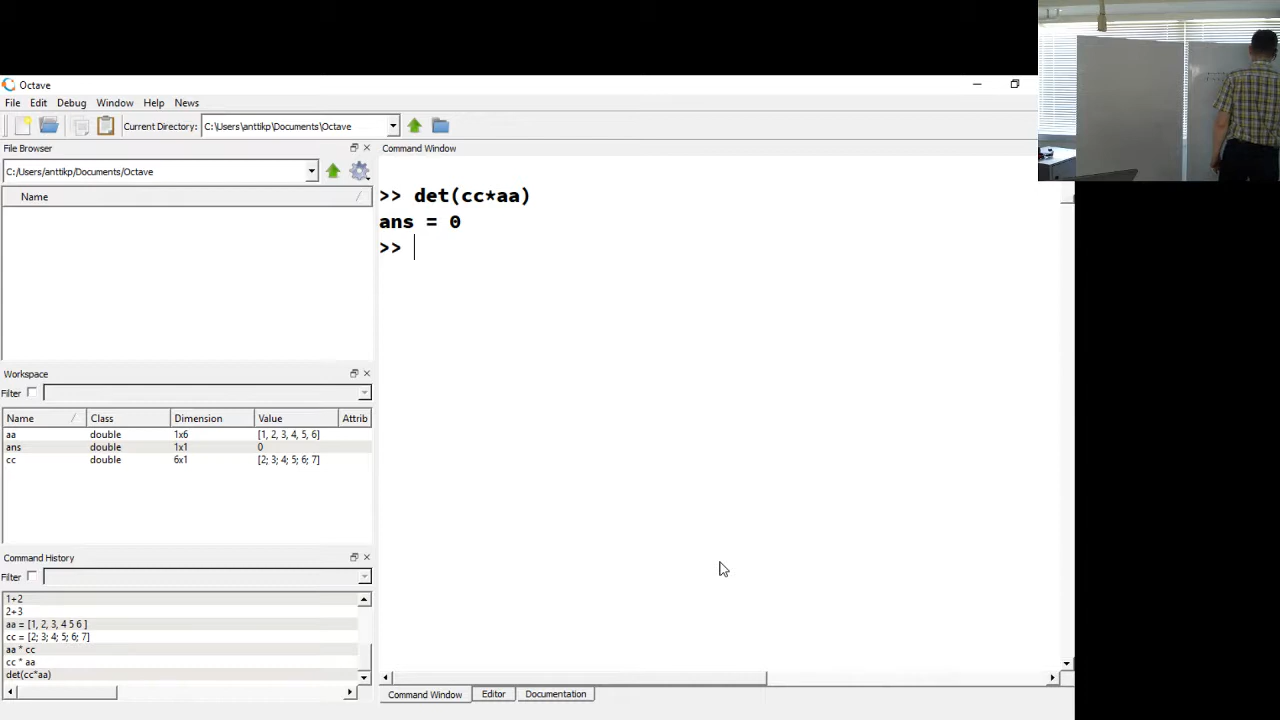 Octave
File Edit Debug Window Help News
Current Directory: C:\Users\anttikp\Documents\Octave
File Browser
C:/Users/anttikp/Documents/Octave
Name
Command Window
>> det(cc*aa)
ans = 0
>>
Workspace
Filter
Name Class Dimension Value Attrib
aa double 1x6 [1, 2, 3, 4, 5, 6]
ans double 1x1 0
cc double 6x1 [2; 3; 4; 5; 6; 7]
Command History
Filter
1+2
2+3
aa = [1, 2, 3, 4 5 6 ]
cc = [2; 3; 4; 5; 6; 7]
aa * cc
cc * aa
det(cc*aa)
Command Window Editor Documentation